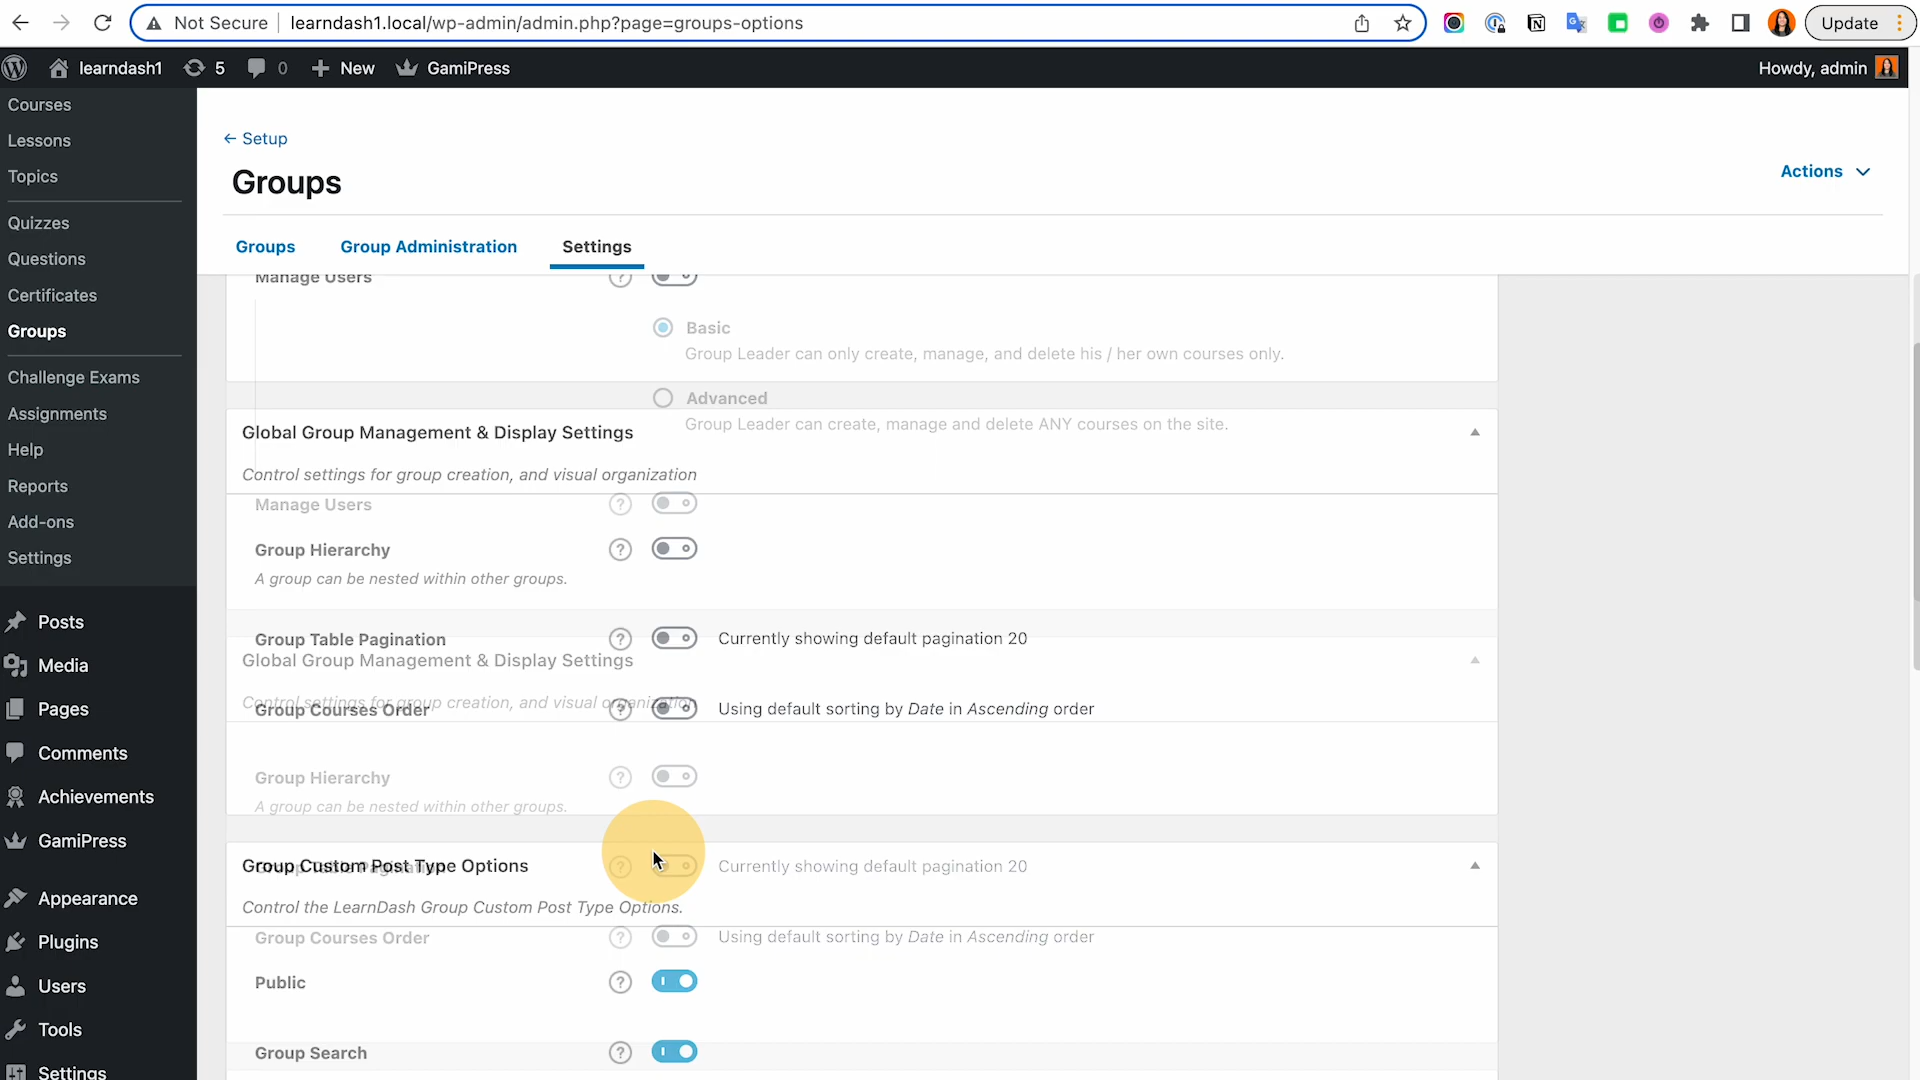 Not Secure learndash1.local/wp-admin/admin.php?page=groups-options Update
learndash1 5 0 New GamiPress Howdy, admin
Courses
Lessons
Topics
Quizzes
Questions
Certificates
Groups
Challenge Exams
Assignments
Help
Reports
Add-ons
Settings
Posts
Media
Pages
Comments
Achievements
GamiPress
Appearance
Plugins
Users
Tools
Settings
← Setup
Groups
Actions
Groups Group Administration Settings
Manage Users
Basic
Group Leader can only create, manage, and delete his / her own courses only.
Advanced
Group Leader can create, manage and delete ANY courses on the site.
Global Group Management & Display Settings
Control settings for group creation, and visual organization
Manage Users
Group Hierarchy
A group can be nested within other groups.
Group Table Pagination Currently showing default pagination 20
Global Group Management & Display Settings
Control settings for group creation, and visual organization
Group Courses Order Using default sorting by Date in Ascending order
Group Hierarchy
A group can be nested within other groups.
Group Custom Post Type Options
Group Table Pagination Currently showing default pagination 20
Control the LearnDash Group Custom Post Type Options.
Group Courses Order Using default sorting by Date in Ascending order
Public
Group Search